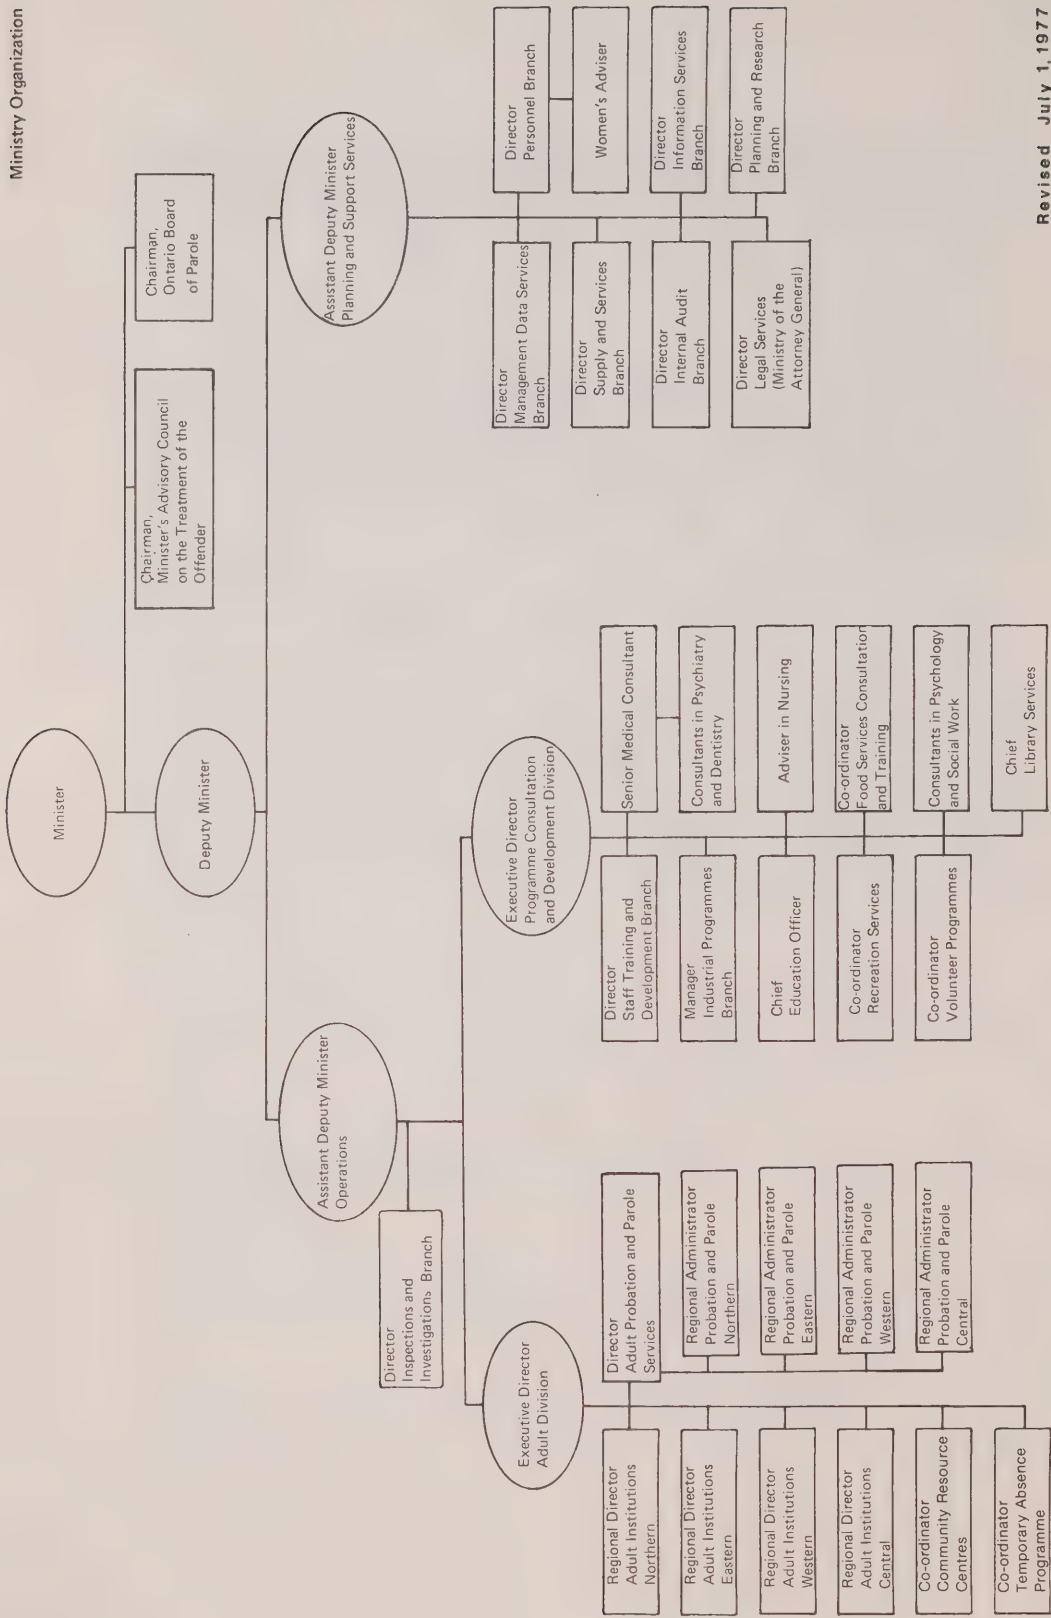 Ministry Organization
Minister
Chairman,
Minister's Advisory Council
on the Treatment of the
Offender
Chairman,
Ontario Board
of Parole
Deputy Minister
Assistant Deputy Minister
Operations
Assistant Deputy Minister
Planning and Support Services
Director
Inspections and
Investigations Branch
Executive Director
Adult Division
Executive Director
Programme Consultation
and Development Division
Regional Director
Adult Institutions
Northern
Regional Director
Adult Institutions
Eastern
Regional Director
Adult Institutions
Western
Regional Director
Adult Institutions
Central
Co-ordinator
Community Resource
Centres
Co-ordinator
Temporary Absence
Programme
Director
Adult Probation and Parole
Services
Regional Administrator
Probation and Parole
Northern
Regional Administrator
Probation and Parole
Eastern
Regional Administrator
Probation and Parole
Western
Regional Administrator
Probation and Parole
Central
Director
Staff Training and
Development Branch
Manager
Industrial Programmes
Branch
Chief
Education Officer
Co-ordinator
Recreation Services
Co-ordinator
Volunteer Programmes
Senior Medical Consultant
Consultants in Psychiatry
and Dentistry
Adviser in Nursing
Co-ordinator
Food Services Consultation
and Training
Consultants in Psychology
and Social Work
Chief
Library Services
Director
Management Data Services
Branch
Director
Supply and Services
Branch
Director
Internal Audit
Branch
Director
Legal Services
(Ministry of the
Attorney General)
Director
Personnel Branch
Women's Adviser
Director
Information Services
Branch
Director
Planning and Research
Branch
Revised July 1, 1977